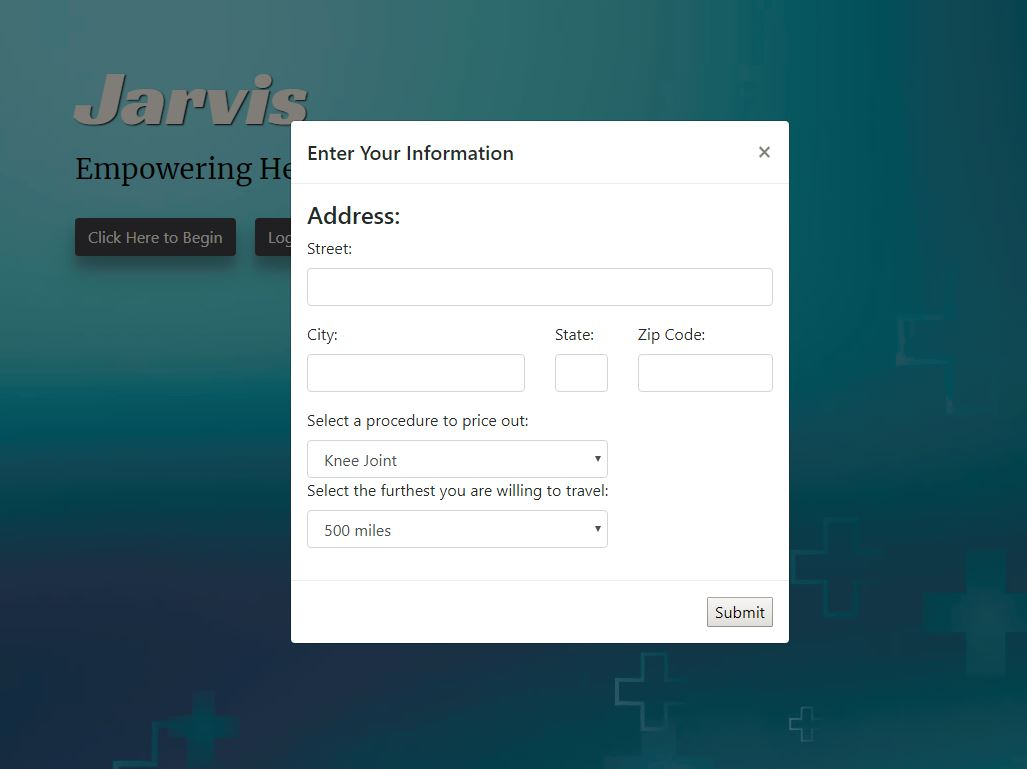 Jarvis
Empowering He
Click Here to Begin
Log
Enter Your Information
×
Address:
Street:
City:
State:
Zip Code:
Select a procedure to price out:
Knee Joint
Select the furthest you are willing to travel:
500 miles
Submit